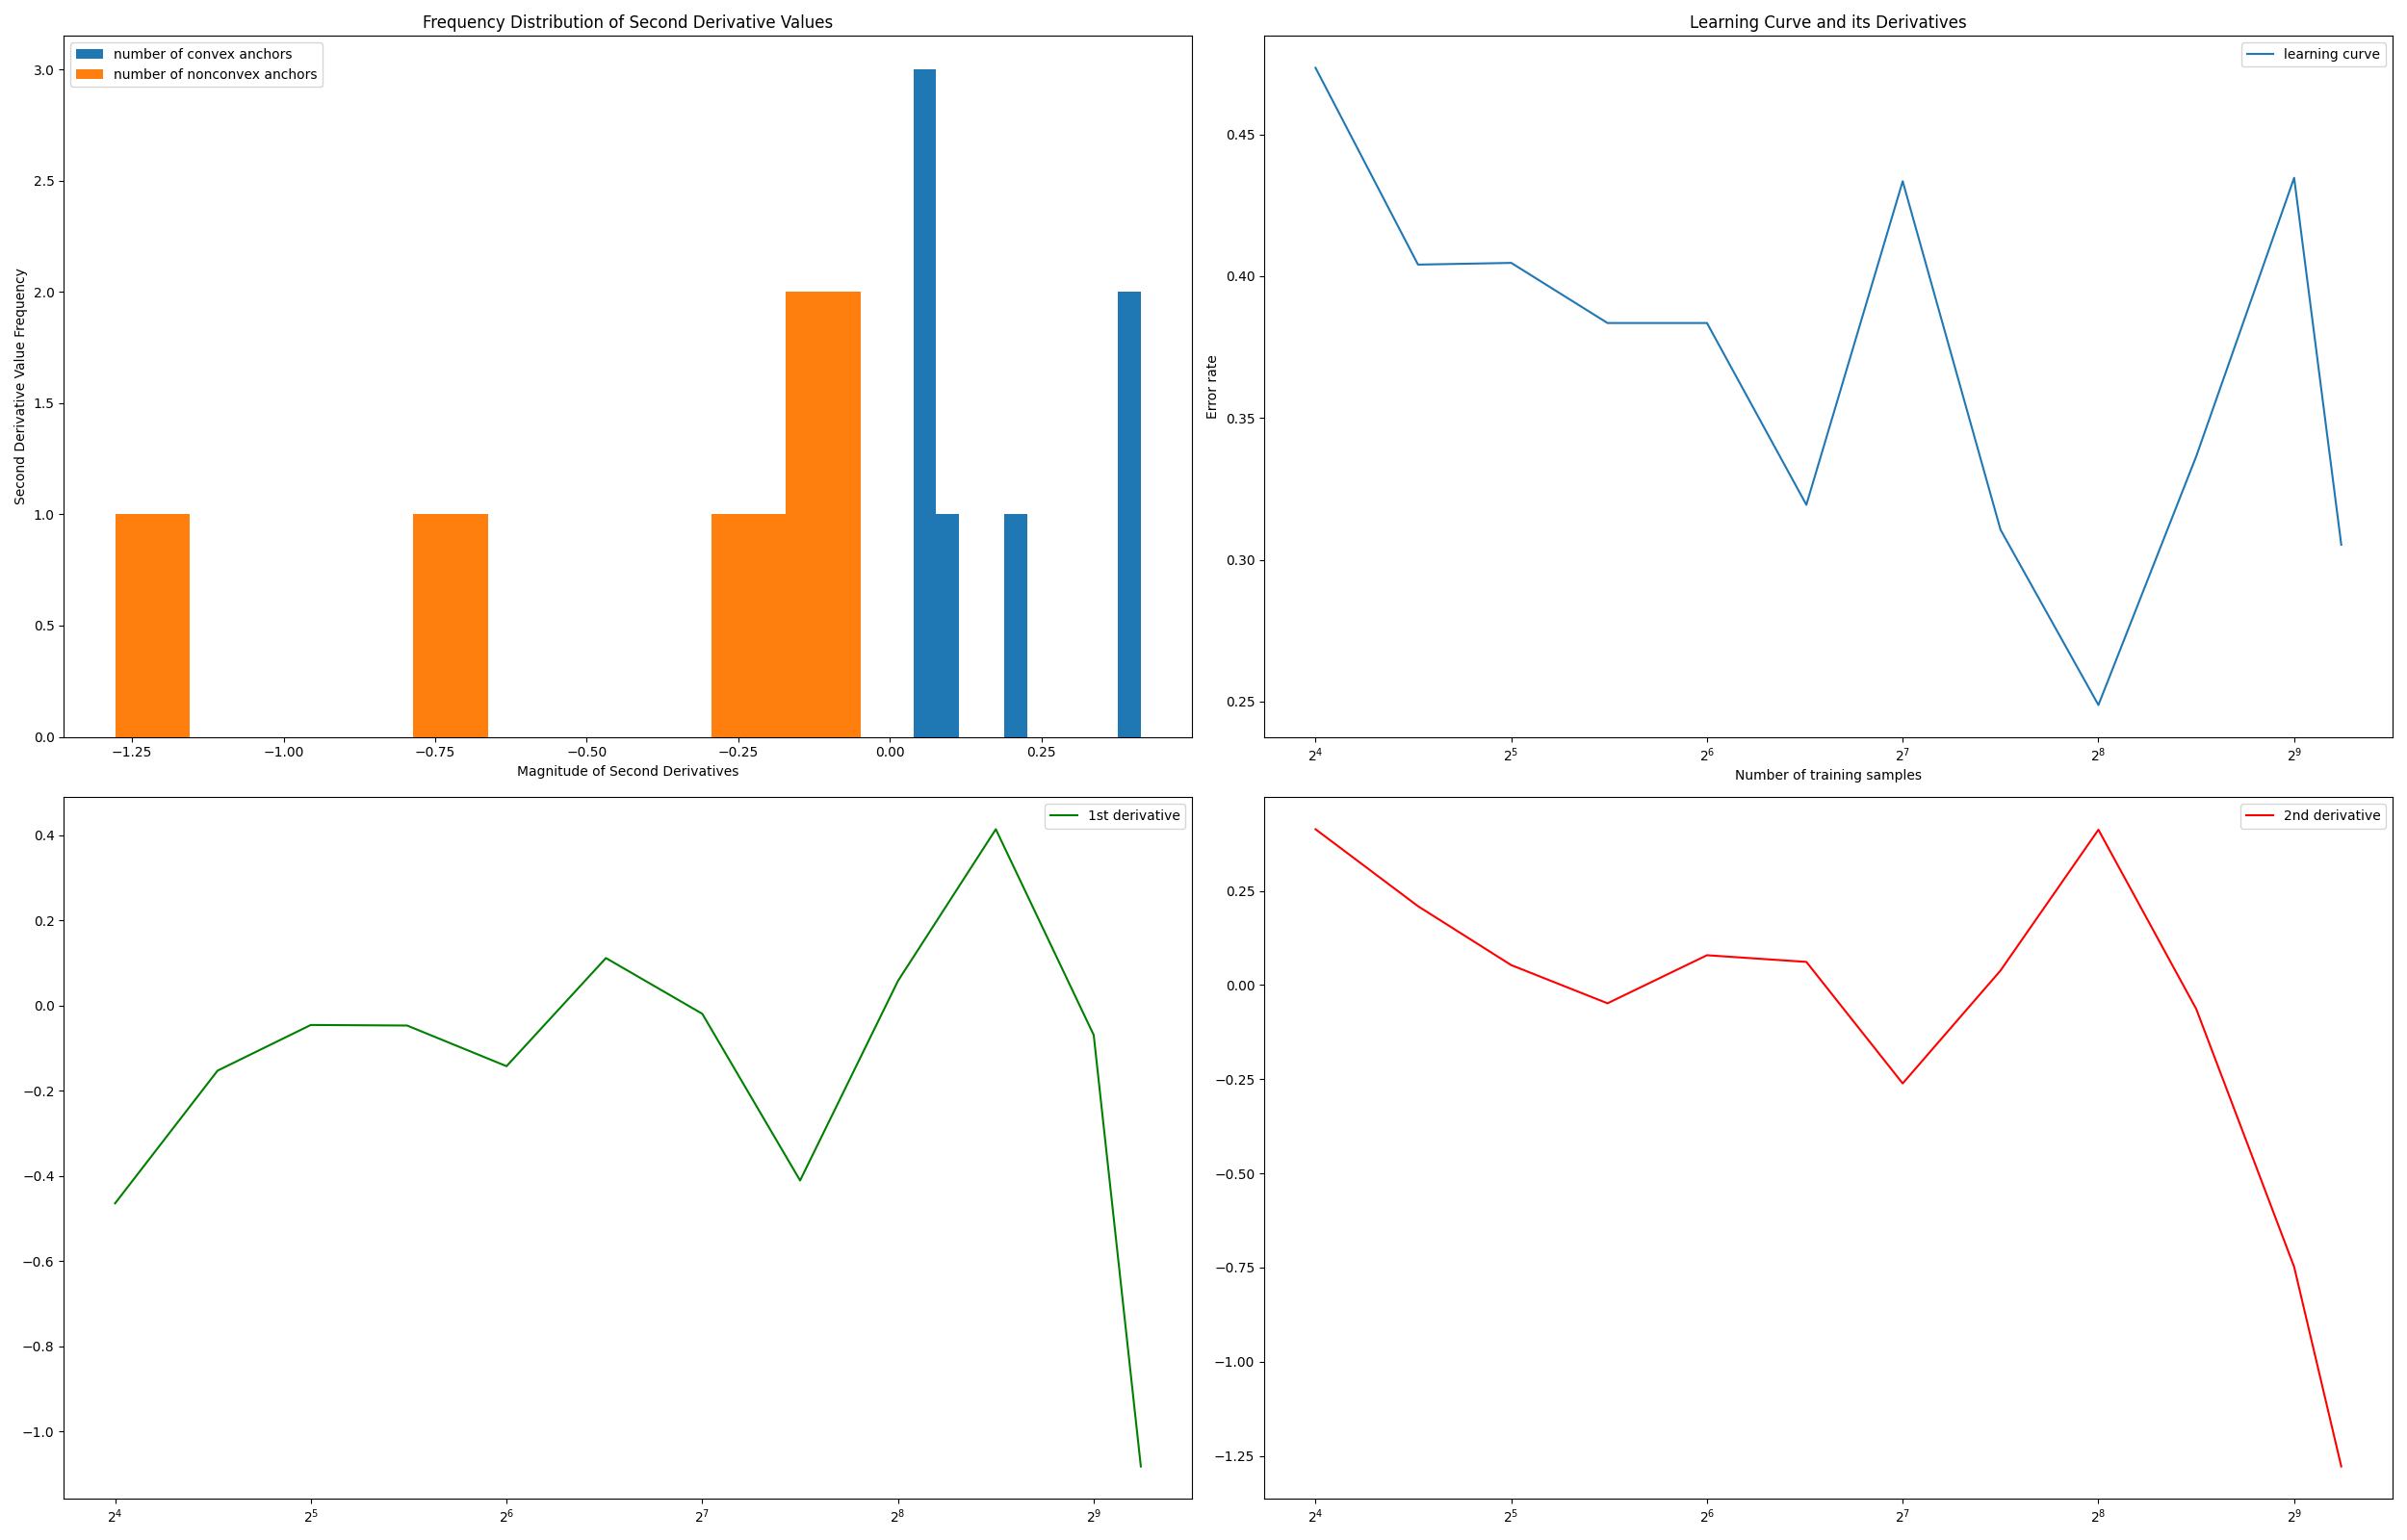 Frequency Distribution of Second Derivative Values
number of convex anchors
number of nonconvex anchors
Second Derivative Value Frequency
3.0
2.5
2.0
1.5
1.0
0.5
0.0
−1.25 −1.00 −0.75 −0.50 −0.25 0.00 0.25
Magnitude of Second Derivatives
Learning Curve and its Derivatives
learning curve
Error rate
0.45
0.40
0.35
0.30
0.25
2⁴ 2⁵ 2⁶ 2⁷ 2⁸ 2⁹
Number of training samples
1st derivative
0.4
0.2
0.0
−0.2
−0.4
−0.6
−0.8
−1.0
2⁴ 2⁵ 2⁶ 2⁷ 2⁸ 2⁹
2nd derivative
0.25
0.00
−0.25
−0.50
−0.75
−1.00
−1.25
2⁴ 2⁵ 2⁶ 2⁷ 2⁸ 2⁹